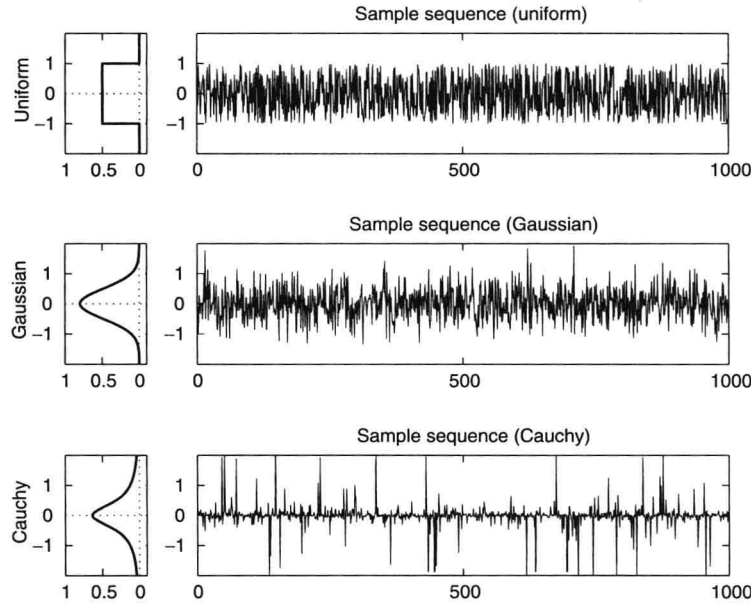 Sample sequence (uniform)
Uniform
1
0
−1
1 0.5 0
1
0
−1
0 500 1000
Sample sequence (Gaussian)
Gaussian
1
0
−1
1 0.5 0
1
0
−1
0 500 1000
Sample sequence (Cauchy)
Cauchy
1
0
−1
1 0.5 0
1
0
−1
0 500 1000